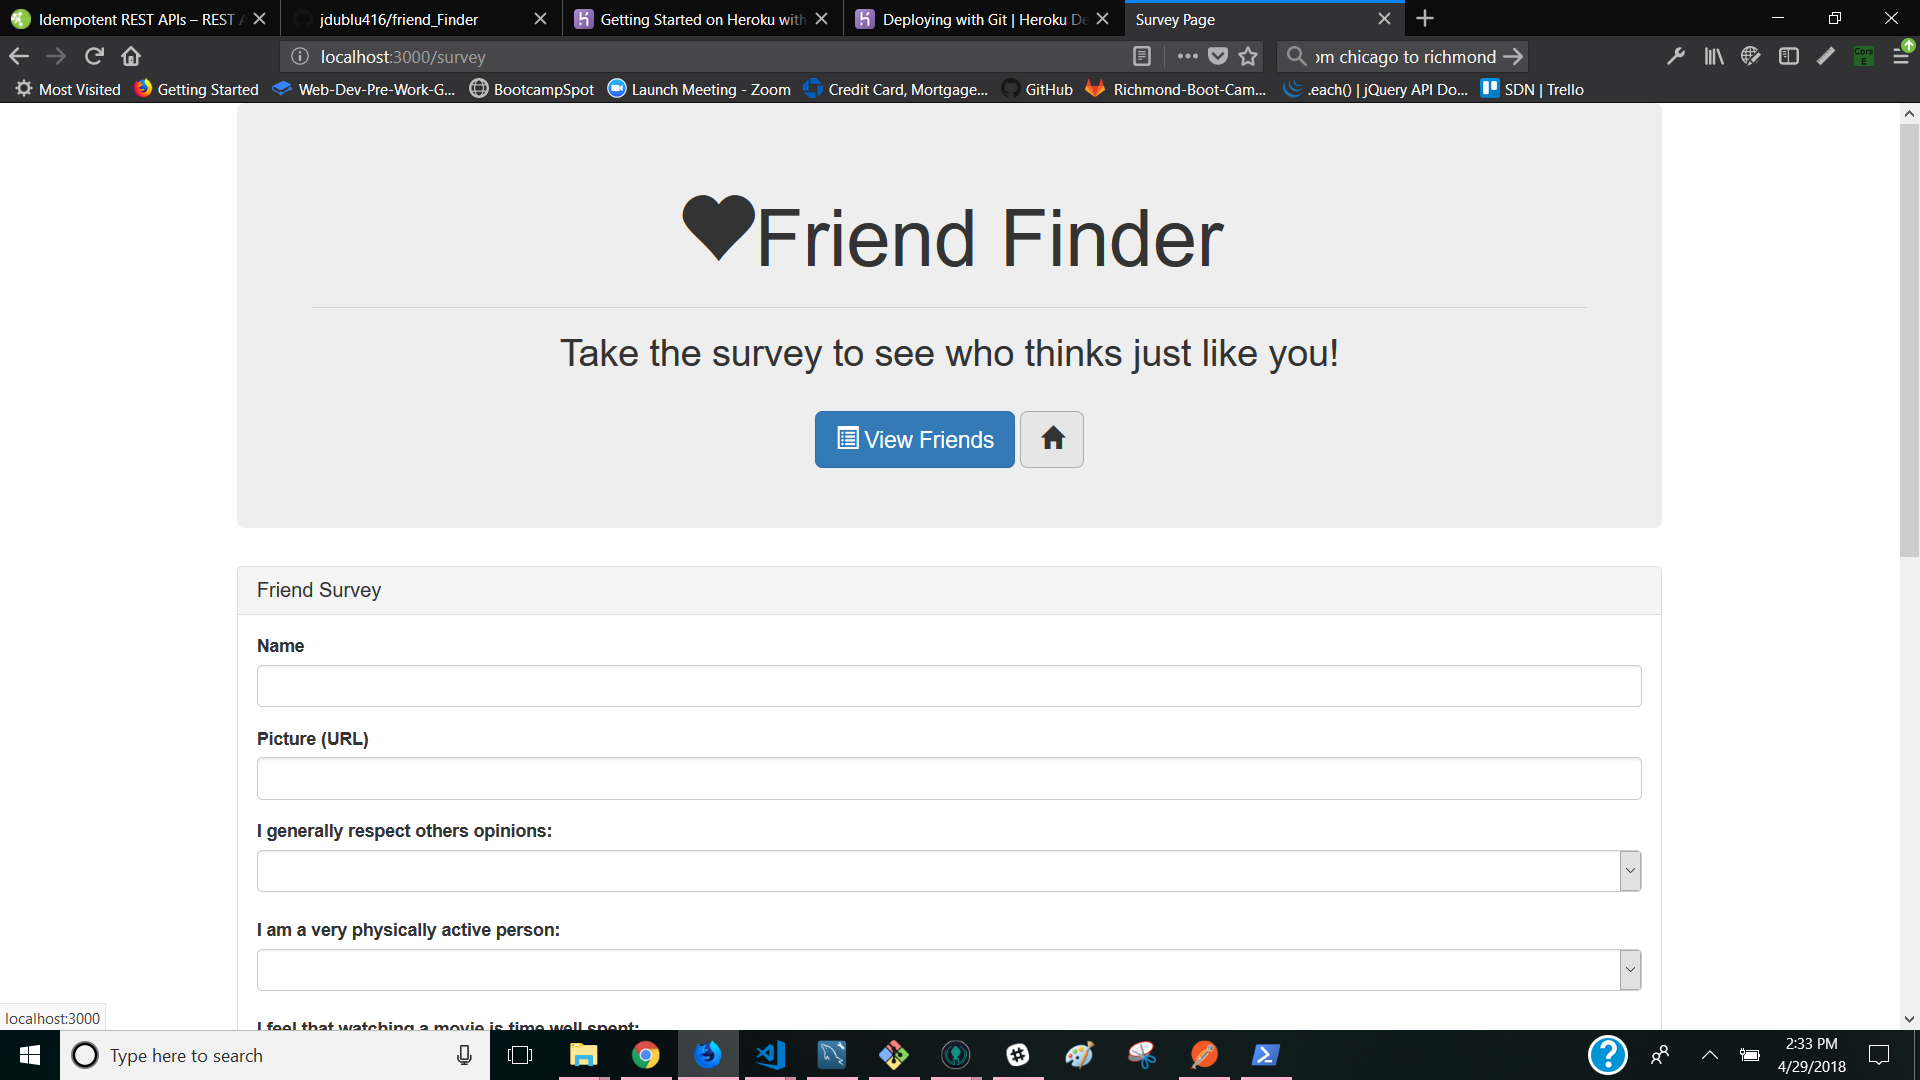 Idempotent REST APIs – REST A
jdublu416/friend_Finder
Getting Started on Heroku with
Deploying with Git | Heroku De
Survey Page
localhost:3000/survey
om chicago to richmond
Most Visited
Getting Started
Web-Dev-Pre-Work-G...
BootcampSpot
Launch Meeting - Zoom
Credit Card, Mortgage...
GitHub
Richmond-Boot-Cam...
.each() | jQuery API Do...
SDN | Trello
Cors
E
Friend Finder
Take the survey to see who thinks just like you!
View Friends
Friend Survey
Name
Picture (URL)
I generally respect others opinions:
I am a very physically active person:
I feel that watching a movie is time well spent:
localhost:3000
Type here to search
2:33 PM
4/29/2018